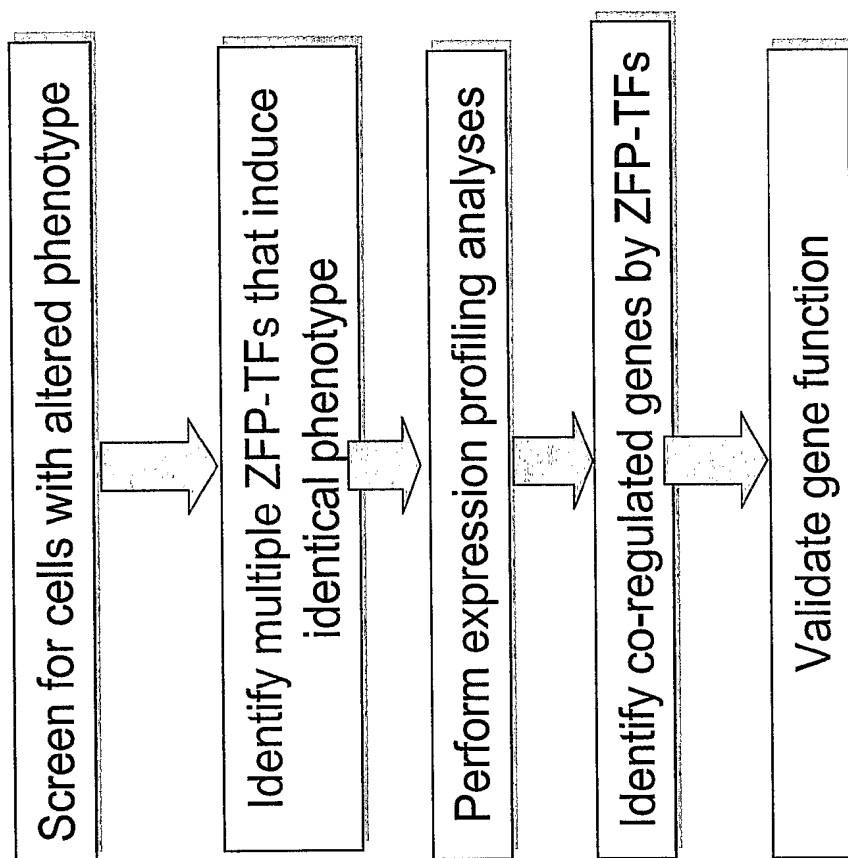 Screen for cells with altered phenotype
Identify multiple ZFP-TFs that induce
identical phenotype
Perform expression profiling analyses
Identify co-regulated genes by ZFP-TFs
Validate gene function